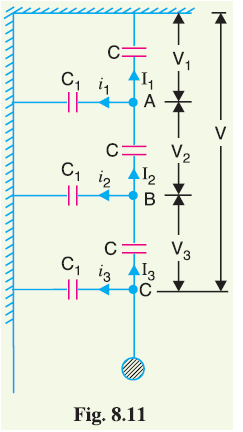 C
V₁
C₁ i₁ I₁
A
V
C
V₂
C₁ i₂ I₂
B
C
V₃
C₁ i₃ I₃
C
Fig. 8.11